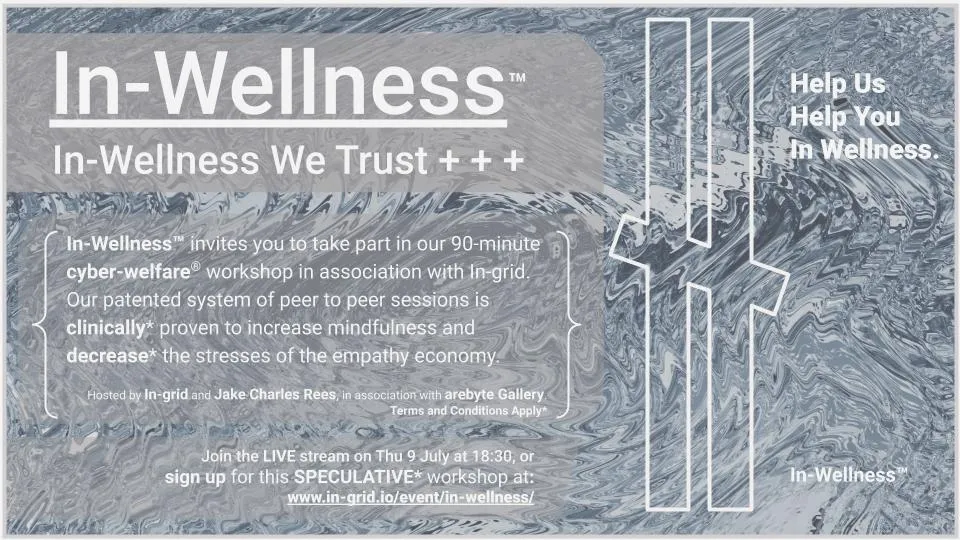 In-Wellness™
In-Wellness We Trust + + +
In-Wellness™ invites you to take part in our 90-minute
cyber-welfare® workshop in association with In-grid.
Our patented system of peer to peer sessions is
clinically* proven to increase mindfulness and
decrease* the stresses of the empathy economy.
Hosted by In-grid and Jake Charles Rees, in association with arebyte Gallery
Terms and Conditions Apply*
Join the LIVE stream on Thu 9 July at 18:30, or
sign up for this SPECULATIVE* workshop at:
www.in-grid.io/event/in-wellness/
Help Us
Help You
In Wellness.
In-Wellness™